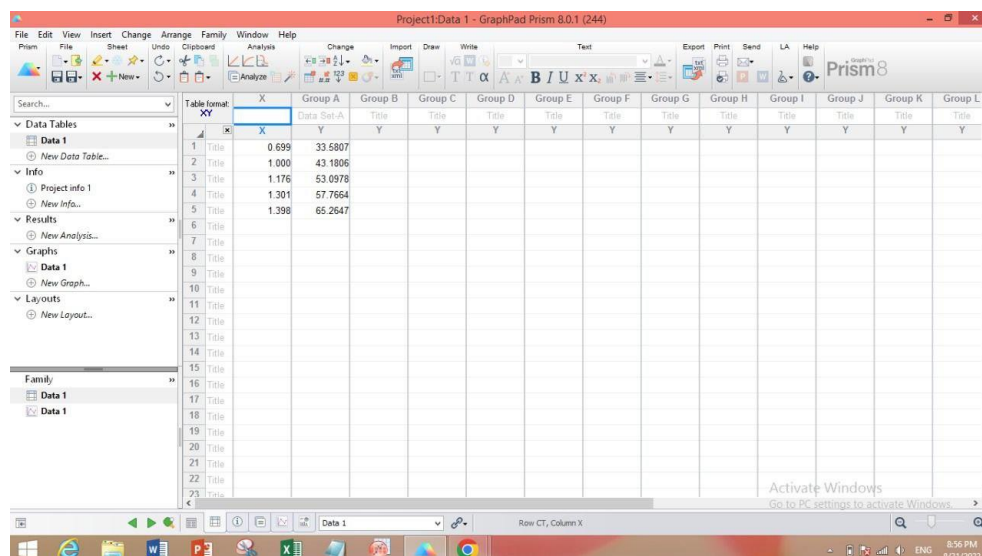 Project1:Data 1 - GraphPad Prism 8.0.1 (244)
File Edit View Insert Change Arrange Family Window Help
Prism File Sheet Undo Clipboard Analysis Change Import Draw Write Text Export Print Send LA Help
New Analyze Prism 8
Search...
Data Tables
Data 1
New Data Table...
Info
Project info 1
New Info...
Results
New Analysis...
Graphs
Data 1
New Graph...
Layouts
New Layout...
Family
Data 1
Data 1
Table format: X Group A Group B Group C Group D Group E Group F Group G Group H Group I Group J Group K Group L
XY Data Set-A Title Title Title Title Title Title Title Title Title Title Title
X Y Y Y Y Y Y Y Y Y Y Y Y
1 Title 0.699 33.5807
2 Title 1.000 43.1806
3 Title 1.176 53.0978
4 Title 1.301 57.7664
5 Title 1.398 65.2647
6 Title
7 Title
8 Title
9 Title
10 Title
11 Title
12 Title
13 Title
14 Title
15 Title
16 Title
17 Title
18 Title
19 Title
20 Title
21 Title
22 Title
23 Title
Activate Windows
Go to PC settings to activate Windows.
Data 1 Row CT, Column X
ENG 8:56 PM